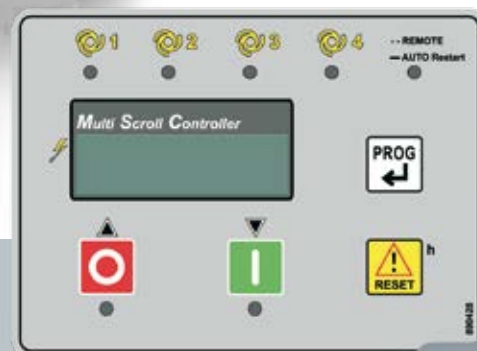 1 2 3 4 -- REMOTE
— AUTO Restart
Multi Scroll Controller
PROG
h
RESET
890428